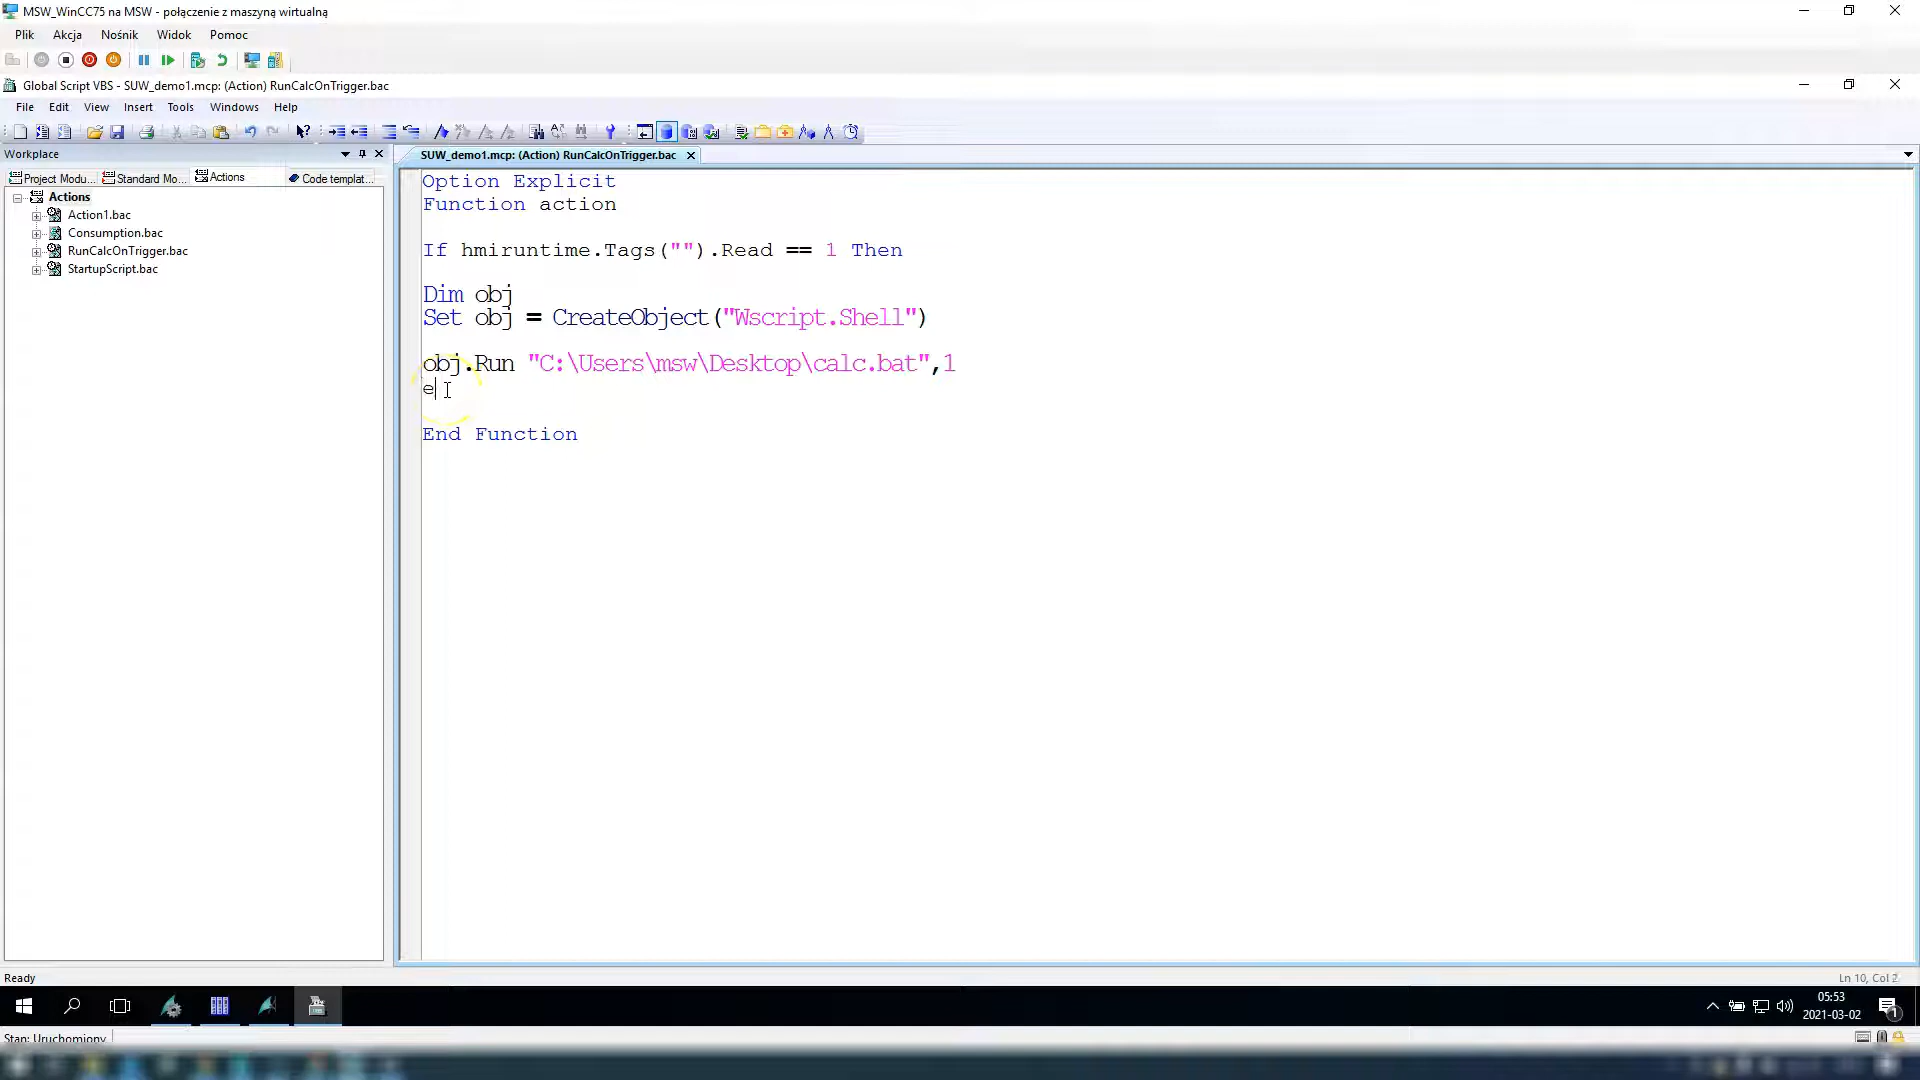 MSW_WinCC75 na MSW - połączenie z maszyną wirtualną
Plik Akcja Nośnik Widok Pomoc
Global Script VBS - SUW_demo1.mcp: (Action) RunCalcOnTrigger.bac
File Edit View Insert Tools Windows Help
Workplace
SUW_demo1.mcp: (Action) RunCalcOnTrigger.bac
Project Modu... Standard Mo... Actions Code templat...
Actions
Action1.bac
Consumption.bac
RunCalcOnTrigger.bac
StartupScript.bac
Option Explicit
Function action
If hmiruntime.Tags("").Read == 1 Then
Dim obj
Set obj = CreateObject("Wscript.Shell")
obj.Run "C:\Users\msw\Desktop\calc.bat",1
e
End Function
Ready
Ln 10, Col 2
05:53
2021-03-02
1
Stan: Uruchomiony